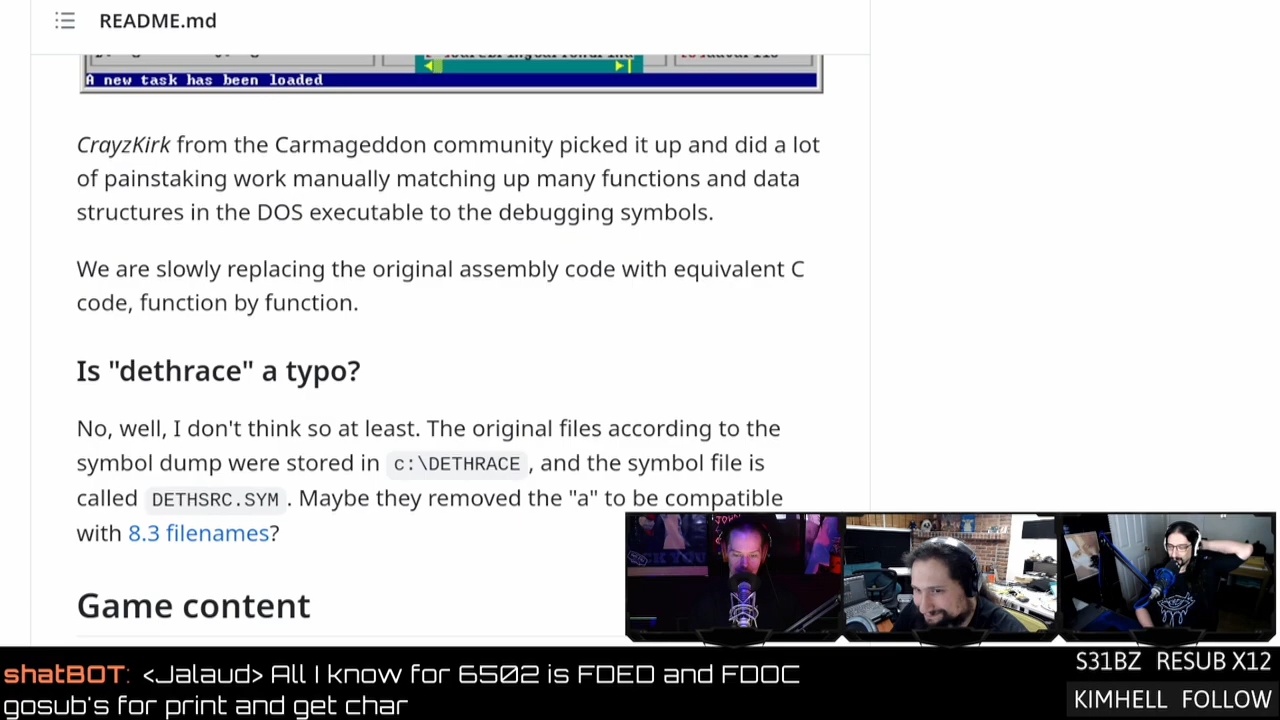 README.md
A new task has been loaded
CrayzKirk from the Carmageddon community picked it up and did a lot
of painstaking work manually matching up many functions and data
structures in the DOS executable to the debugging symbols.
We are slowly replacing the original assembly code with equivalent C
code, function by function.
Is "dethrace" a typo?
No, well, I don't think so at least. The original files according to the
symbol dump were stored in c:\DETHRACE, and the symbol file is
called DETHSRC.SYM. Maybe they removed the "a" to be compatible
with 8.3 filenames?
Game content
shatBOT: <Jalaud> All I know for 6502 is FDED and FDOC
gosub's for print and get char
S31BZ RESUB X12
KIMHELL FOLLOW